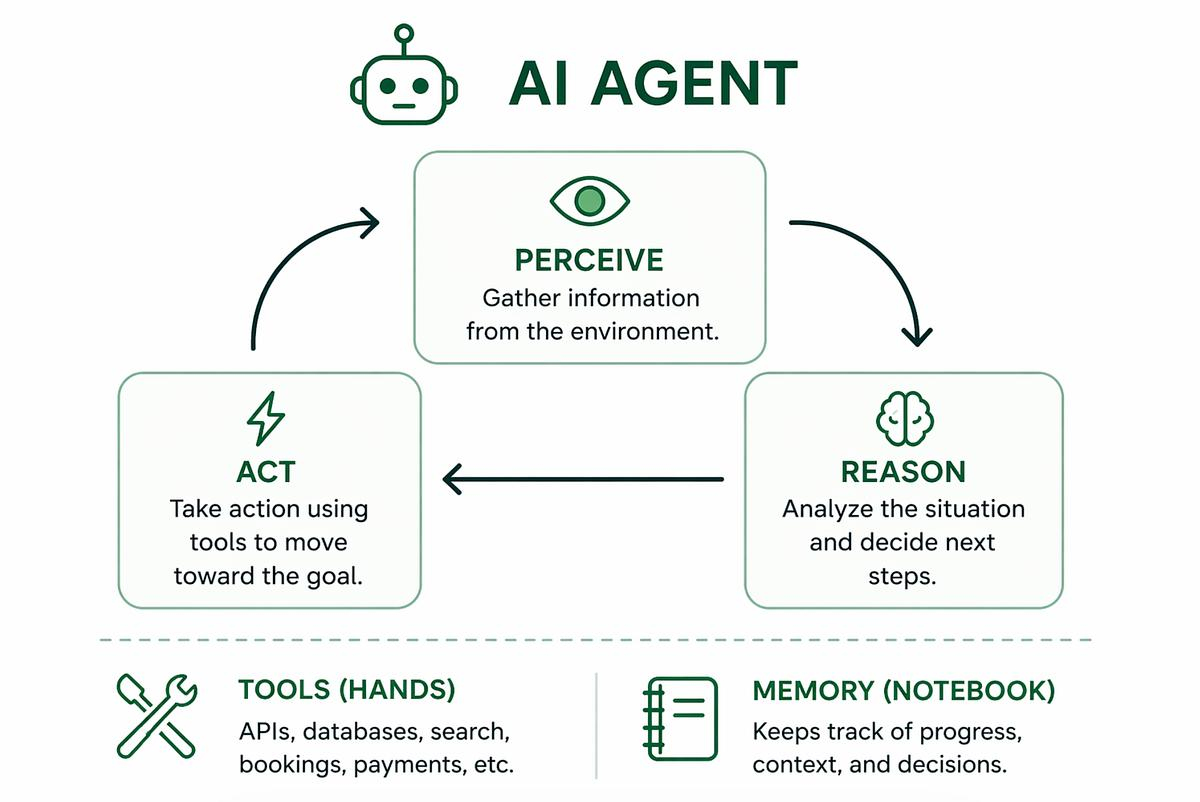 AI AGENT
PERCEIVE
Gather information
from the environment.
ACT
Take action using
tools to move
toward the goal.
REASON
Analyze the situation
and decide next
steps.
TOOLS (HANDS)
APIs, databases, search,
bookings, payments, etc.
MEMORY (NOTEBOOK)
Keeps track of progress,
context, and decisions.